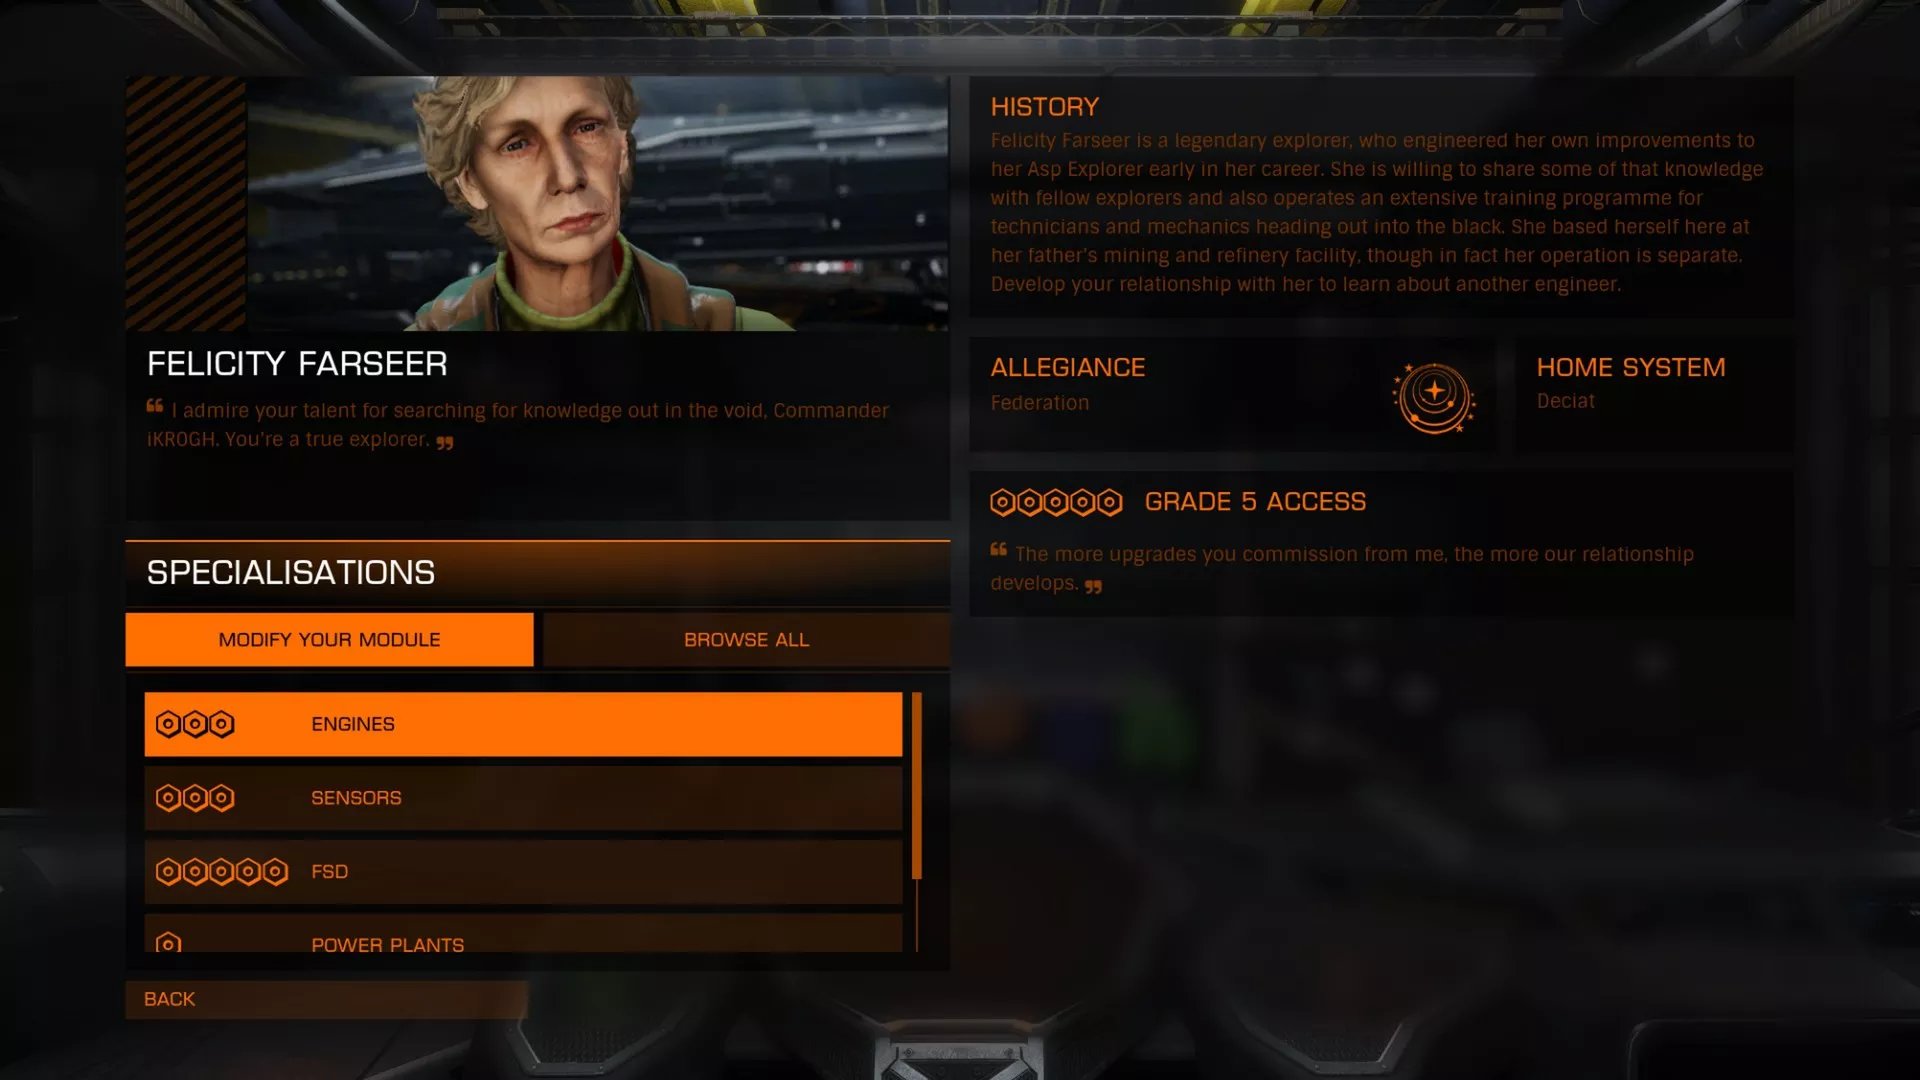 FELICITY FARSEER
❝ I admire your talent for searching for knowledge out in the void, Commander
iKROGH. You're a true explorer. ❞
SPECIALISATIONS
MODIFY YOUR MODULE
BROWSE ALL
ENGINES
SENSORS
FSD
POWER PLANTS
BACK
HISTORY
Felicity Farseer is a legendary explorer, who engineered her own improvements to
her Asp Explorer early in her career. She is willing to share some of that knowledge
with fellow explorers and also operates an extensive training programme for
technicians and mechanics heading out into the black. She based herself here at
her father's mining and refinery facility, though in fact her operation is separate.
Develop your relationship with her to learn about another engineer.
ALLEGIANCE
Federation
HOME SYSTEM
Deciat
GRADE 5 ACCESS
❝ The more upgrades you commission from me, the more our relationship
develops. ❞